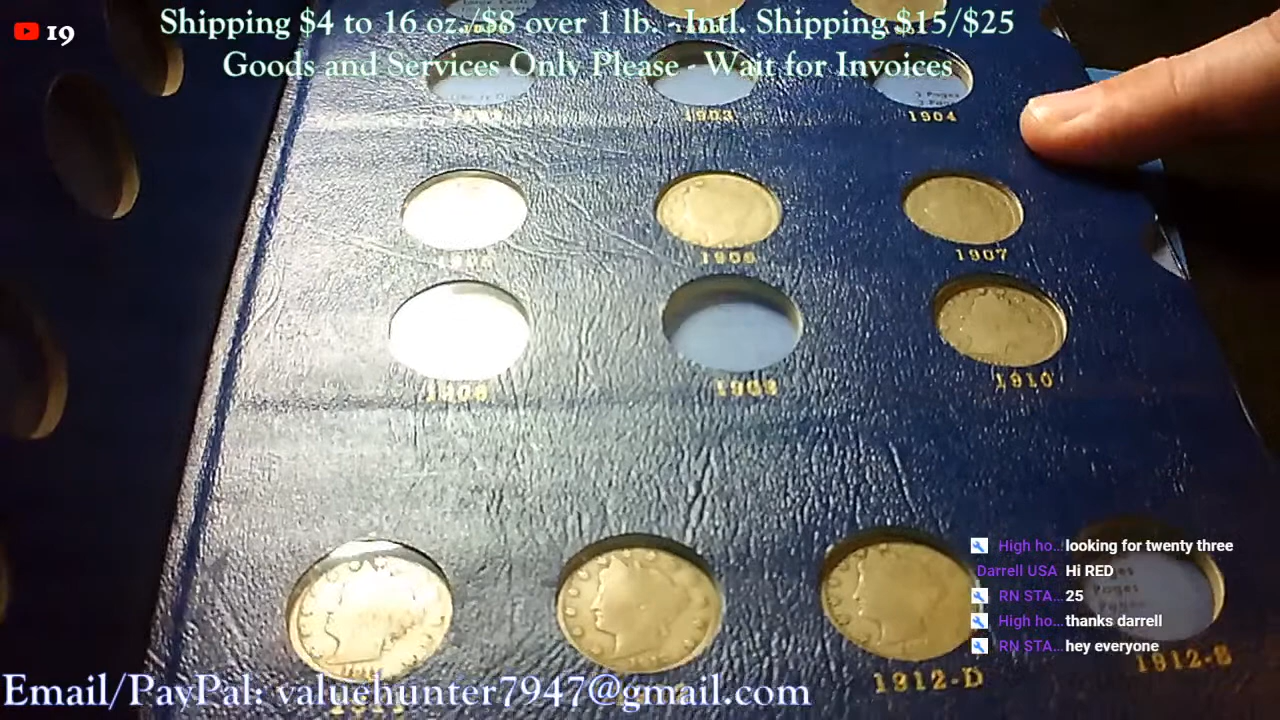 19
Shipping $4 to 16 oz./$8 over 1 lb. - Intl. Shipping $15/$25
Goods and Services Only Please - Wait for Invoices
1903
1904
1906
1907
1910
High ho... looking for twenty three
Darrell USA Hi RED
RN STA... 25
High ho... thanks darrell
RN STA... hey everyone
1912-D
1912-S
Email/PayPal: valuehunter7947@gmail.com